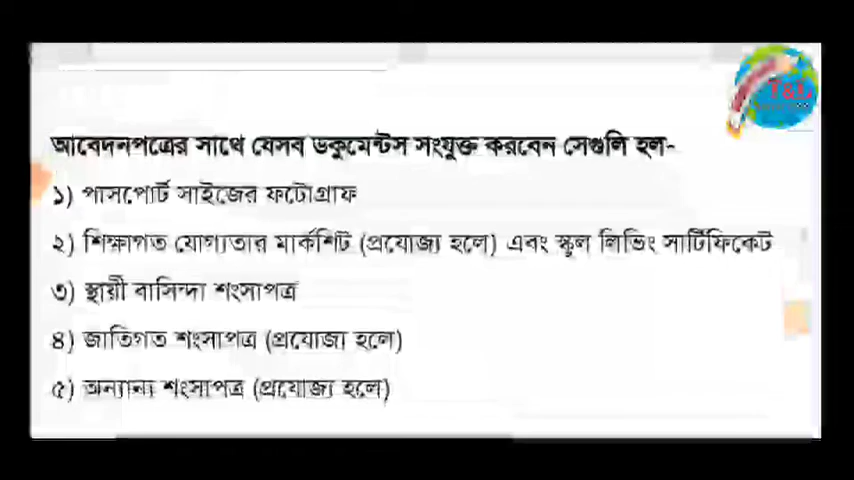 আবেদনপত্রের সাথে যেসব ডকুমেন্টস সংযুক্ত করবেন সেগুলি হল-
১) পাসপোর্ট সাইজের ফটোগ্রাফ
২) শিক্ষাগত যোগ্যতার মার্কশিট (প্রযোজ্য হলে) এবং স্কুল লিভিং সার্টিফিকেট
৩) স্থায়ী বাসিন্দা শংসাপত্র
৪) জাতিগত শংসাপত্র (প্রযোজ্য হলে)
৫) অন্যান্য শংসাপত্র (প্রযোজ্য হলে)